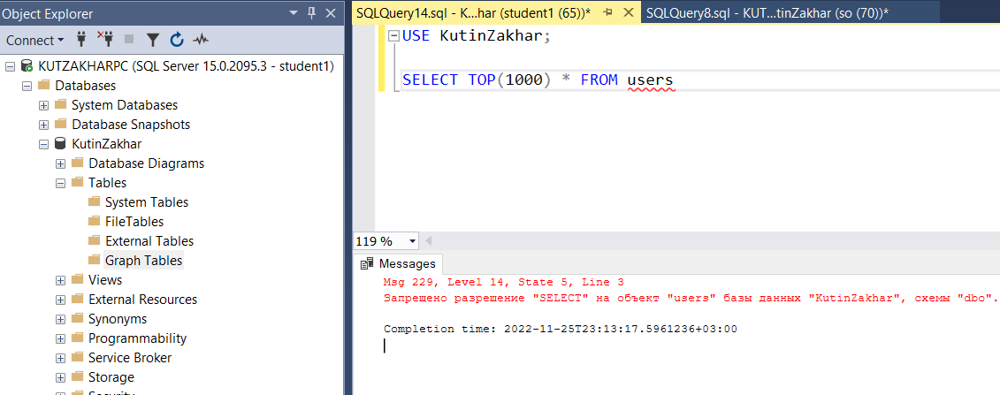 Object Explorer
Connect
KUTZAKHARPC (SQL Server 15.0.2095.3 - student1)
Databases
System Databases
Database Snapshots
KutinZakhar
Database Diagrams
Tables
System Tables
FileTables
External Tables
Graph Tables
Views
External Resources
Synonyms
Programmability
Service Broker
Storage
Security
SQLQuery14.sql - K...har (student1 (65))*
SQLQuery8.sql - KUT...tinZakhar (so (70))*
USE KutinZakhar;
SELECT TOP(1000) * FROM users
119 %
Messages
Msg 229, Level 14, State 5, Line 3
Запрещено разрешение "SELECT" на объект "users" базы данных "KutinZakhar", схемы "dbo".
Completion time: 2022-11-25T23:13:17.5961236+03:00